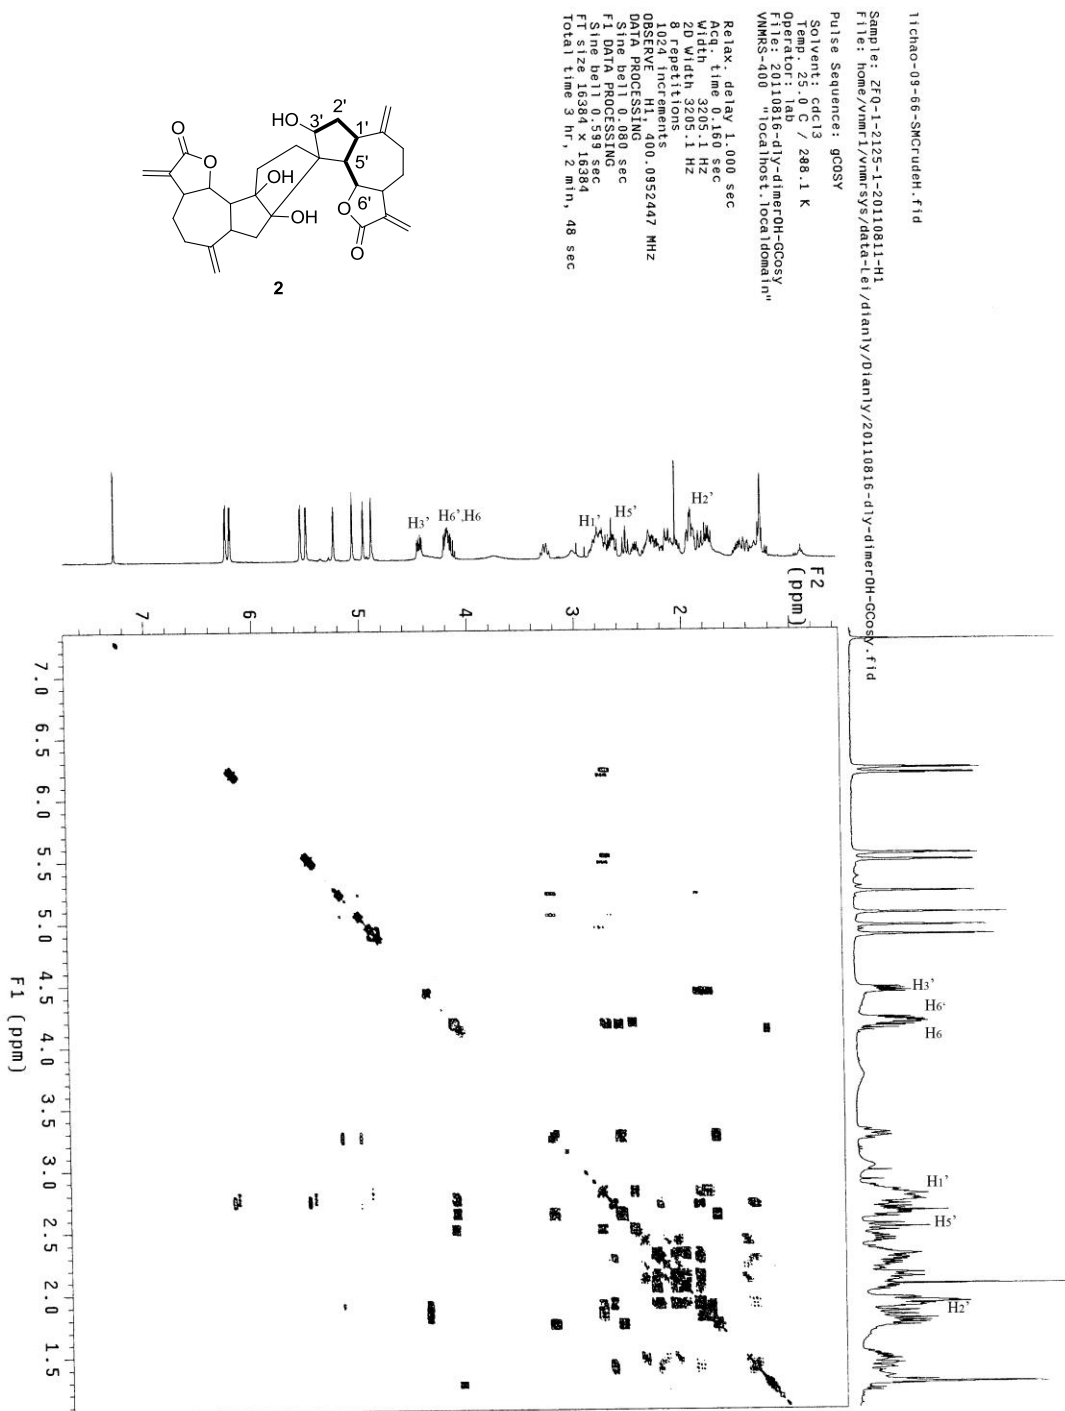 lichao-09-66-SMCrudeH.fid
Sample: ZFQ-1-2125-1-20110811-H1
File: home/vnmr1/vnmrsys/data-Lei/dianly/Dianly/20110816-dly-dimerOH-GCOSY.fid
Pulse Sequence: gCOSY
Solvent: cdcl3
Temp. 25.0 C / 298.1 K
Operator: lab
File: 20110816-dly-dimerOH-GCosy
VNMRS-400 "localhost.localdomain"
Relax. delay 1.000 sec
Acq. time 0.160 sec
Width 3205.1 Hz
2D Width 3205.1 Hz
8 repetitions
1024 increments
OBSERVE H1, 400.0952447 MHz
DATA PROCESSING
Sine bell 0.080 sec
F1 DATA PROCESSING
Sine bell 0.599 sec
FT size 16384 x 16384
Total time 3 hr, 2 min, 48 sec
HO
3'
2'
1'
5'
6'
O
O
OH
OH
O
O
2
H3'
H6',H6
H1'
H5'
H2'
F2
(ppm)
7
6
5
4
3
2
7.0
6.5
6.0
5.5
5.0
4.5
4.0
3.5
3.0
2.5
2.0
1.5
F1 (ppm)
H3'
H6'
H6
H1'
H5'
H2'